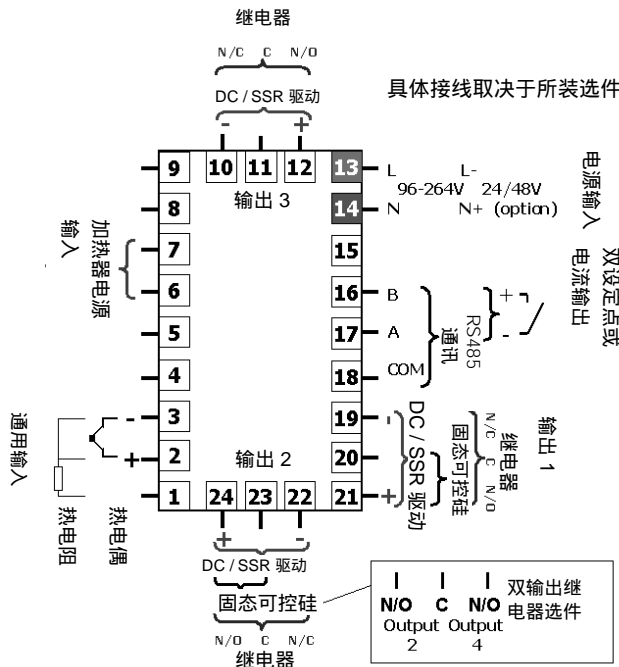 继电器
N/C C N/O
DC / SSR 驱动
- +
具体接线取决于所装选件
9 10 11 12 13 L L-
输出 3
96-264V 24/48V
8 14 N N+ (option)
电源输入
7 15
加热器电源
输入
双设定点或
电流输出
6 16 B
+
5 17 A
-
RS485
通讯
4 18 COM
3 - 19 -
2 + 20
输出 2
1 24 23 22 21 +
通用输入
热电阻
热电偶
DC / SSR 驱动
固态可控硅
N/C C N/O
继电器
输出 1
+ -
DC / SSR 驱动
固态可控硅
N/O C N/C
继电器
N/O C N/O
Output Output
2 4
双输出继
电器选件